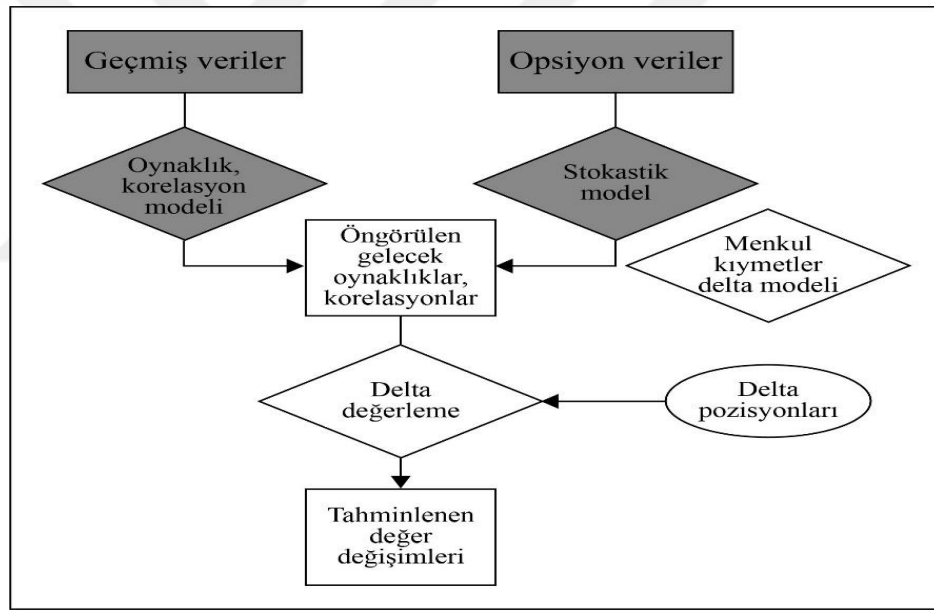 Geçmiş veriler
Opsiyon veriler
Oynaklık,
korelasyon
modeli
Stokastik
model
Öngörülen
gelecek
oynaklıklar,
korelasyonlar
Menkul
kıymetler
delta modeli
Delta
değerleme
Delta
pozisyonları
Tahminlenen
değer
değişimleri